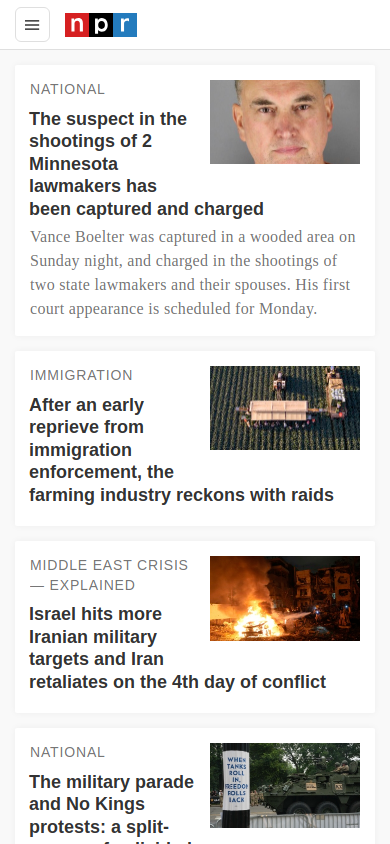 npr
NATIONAL
The suspect in the
shootings of 2
Minnesota
lawmakers has
been captured and charged
Vance Boelter was captured in a wooded area on
Sunday night, and charged in the shootings of
two state lawmakers and their spouses. His first
court appearance is scheduled for Monday.
IMMIGRATION
After an early
reprieve from
immigration
enforcement, the
farming industry reckons with raids
MIDDLE EAST CRISIS
— EXPLAINED
Israel hits more
Iranian military
targets and Iran
retaliates on the 4th day of conflict
NATIONAL
The military parade
and No Kings
protests: a split-
WHEN
TANKS
ROLL
IN,
FREEDOM
ROLLS
BACK